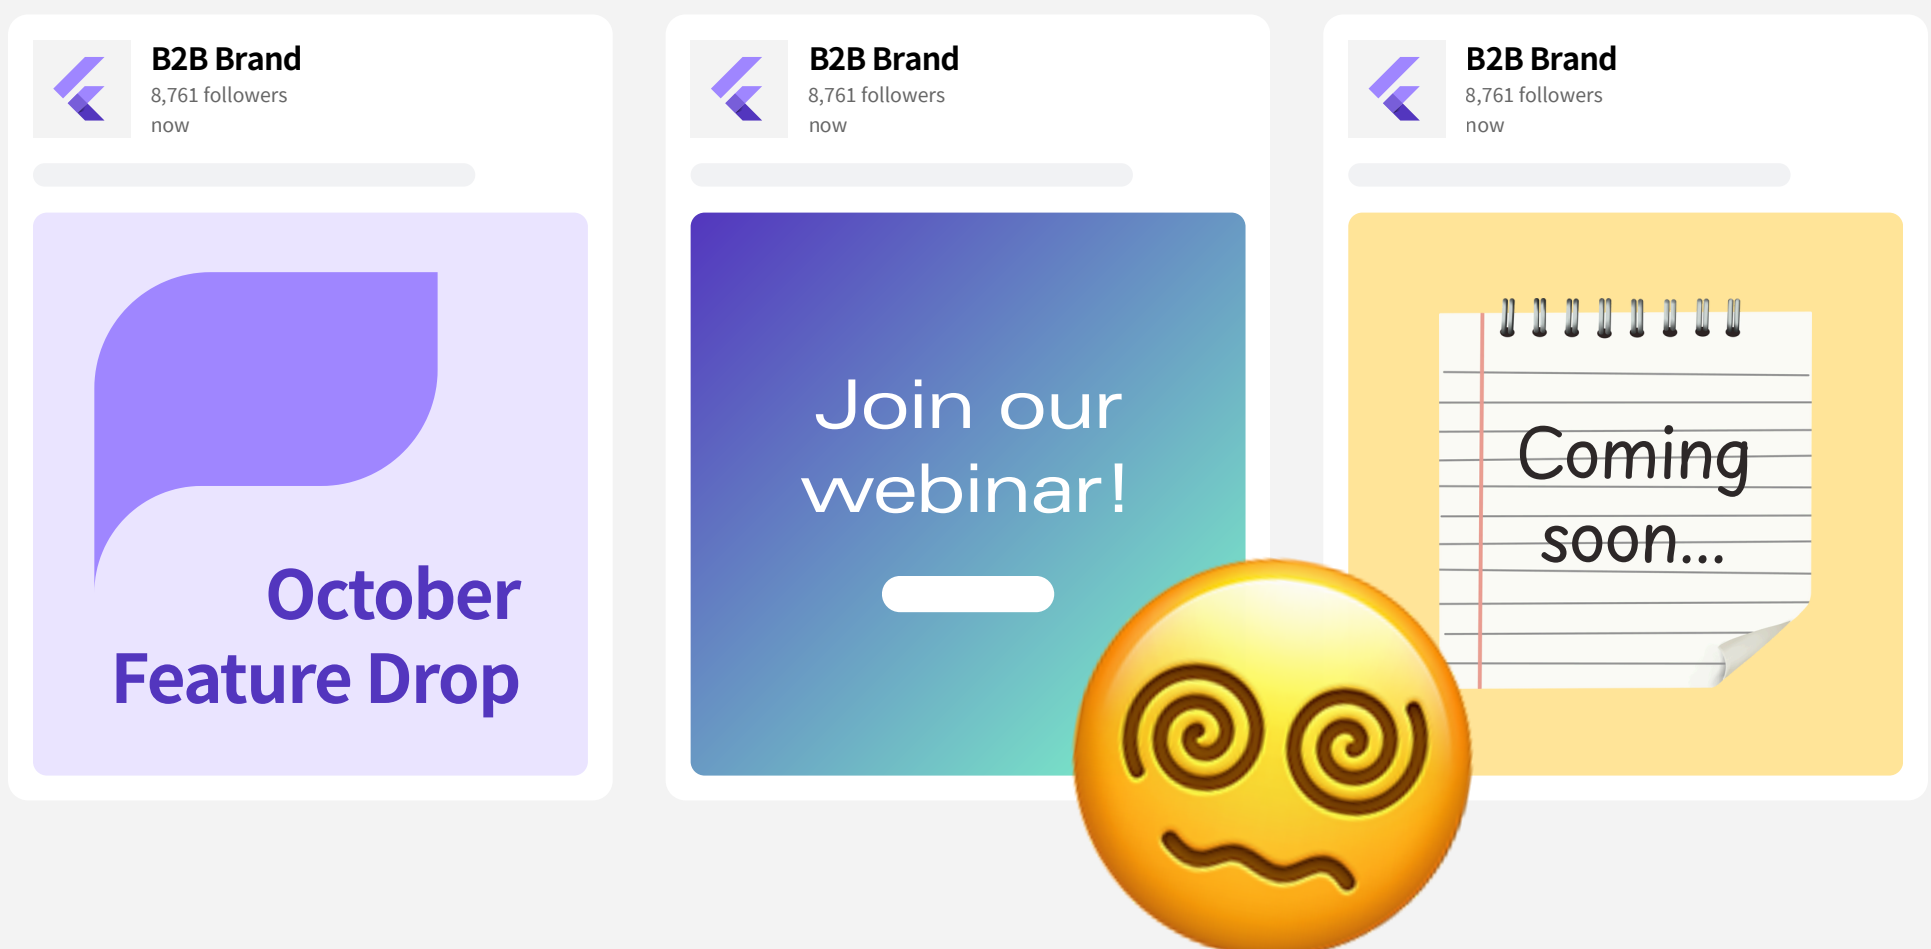 B2B Brand
8,761 followers
now
October
Feature Drop
B2B Brand
8,761 followers
now
Join our
webinar!
B2B Brand
8,761 followers
now
Coming
soon...